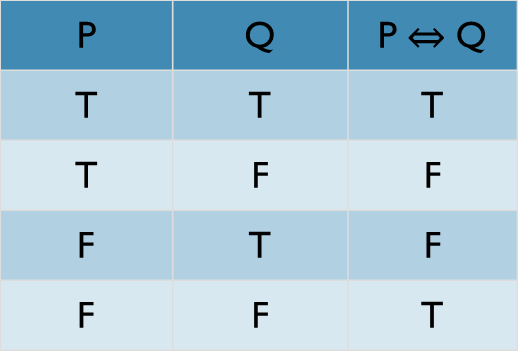 P Q P ⇔ Q
T T T
T F F
F T F
F F T